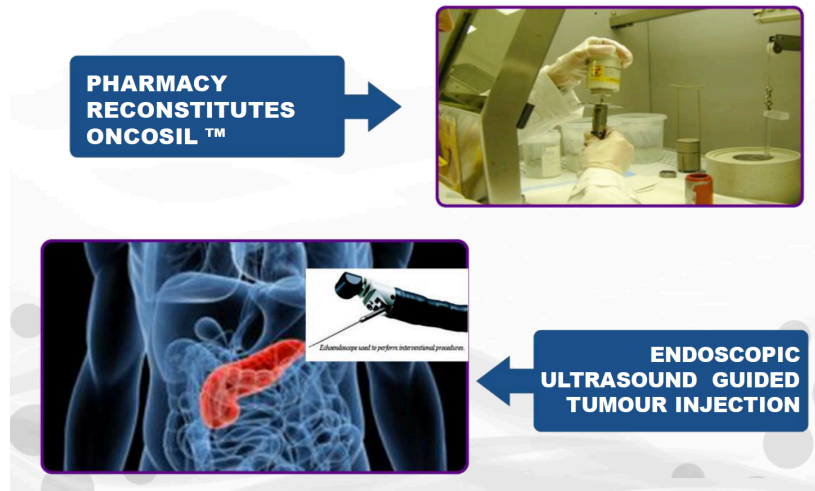 PHARMACY
RECONSTITUTES
ONCOSIL ™
Echoendoscope used to perform interventional procedures.
ENDOSCOPIC
ULTRASOUND GUIDED
TUMOUR INJECTION